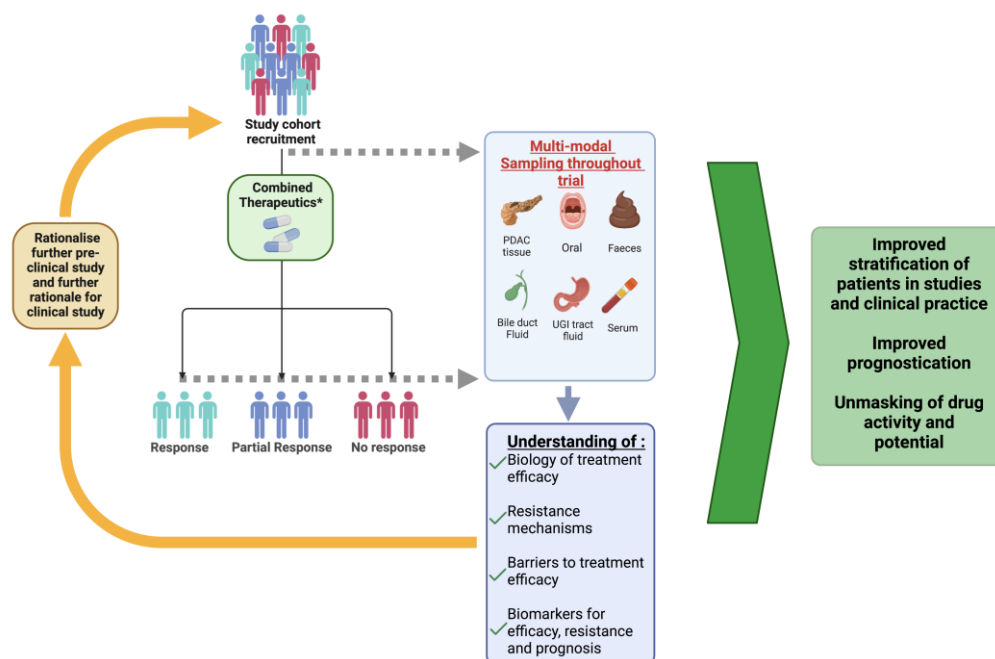 Study cohort
recruitment
Combined
Therapeutics*
Rationalise
further pre-
clinical study
and further
rationale for
clinical study
Response
Partial Response
No response
Multi-modal
Sampling throughout
trial
PDAC
tissue
Oral
Faeces
Bile duct
Fluid
UGI tract
fluid
Serum
Understanding of :
Biology of treatment
efficacy
Resistance
mechanisms
Barriers to treatment
efficacy
Biomarkers for
efficacy, resistance
and prognosis
Improved
stratification of
patients in studies
and clinical practice
Improved
prognostication
Unmasking of drug
activity and
potential